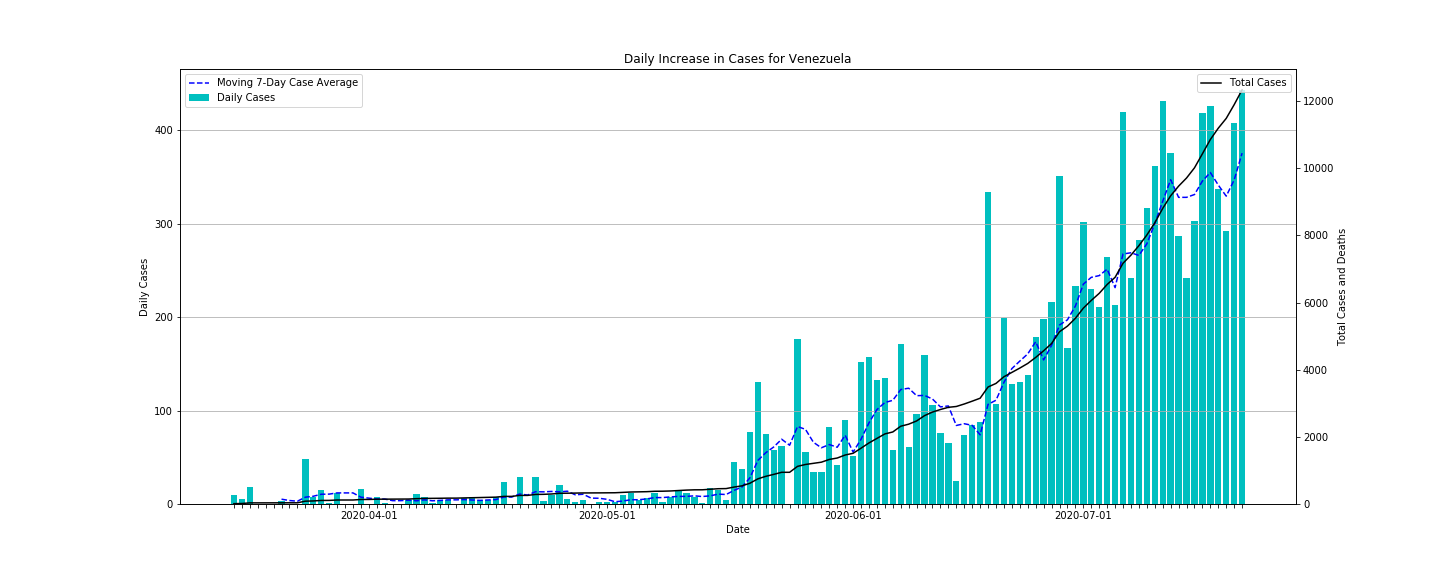 Daily Increase in Cases for Venezuela
Moving 7-Day Case Average
Daily Cases
Total Cases
400
300
200
100
0
12000
10000
8000
6000
4000
2000
0
Daily Cases
Total Cases and Deaths
2020-04-01
2020-05-01
2020-06-01
2020-07-01
Date